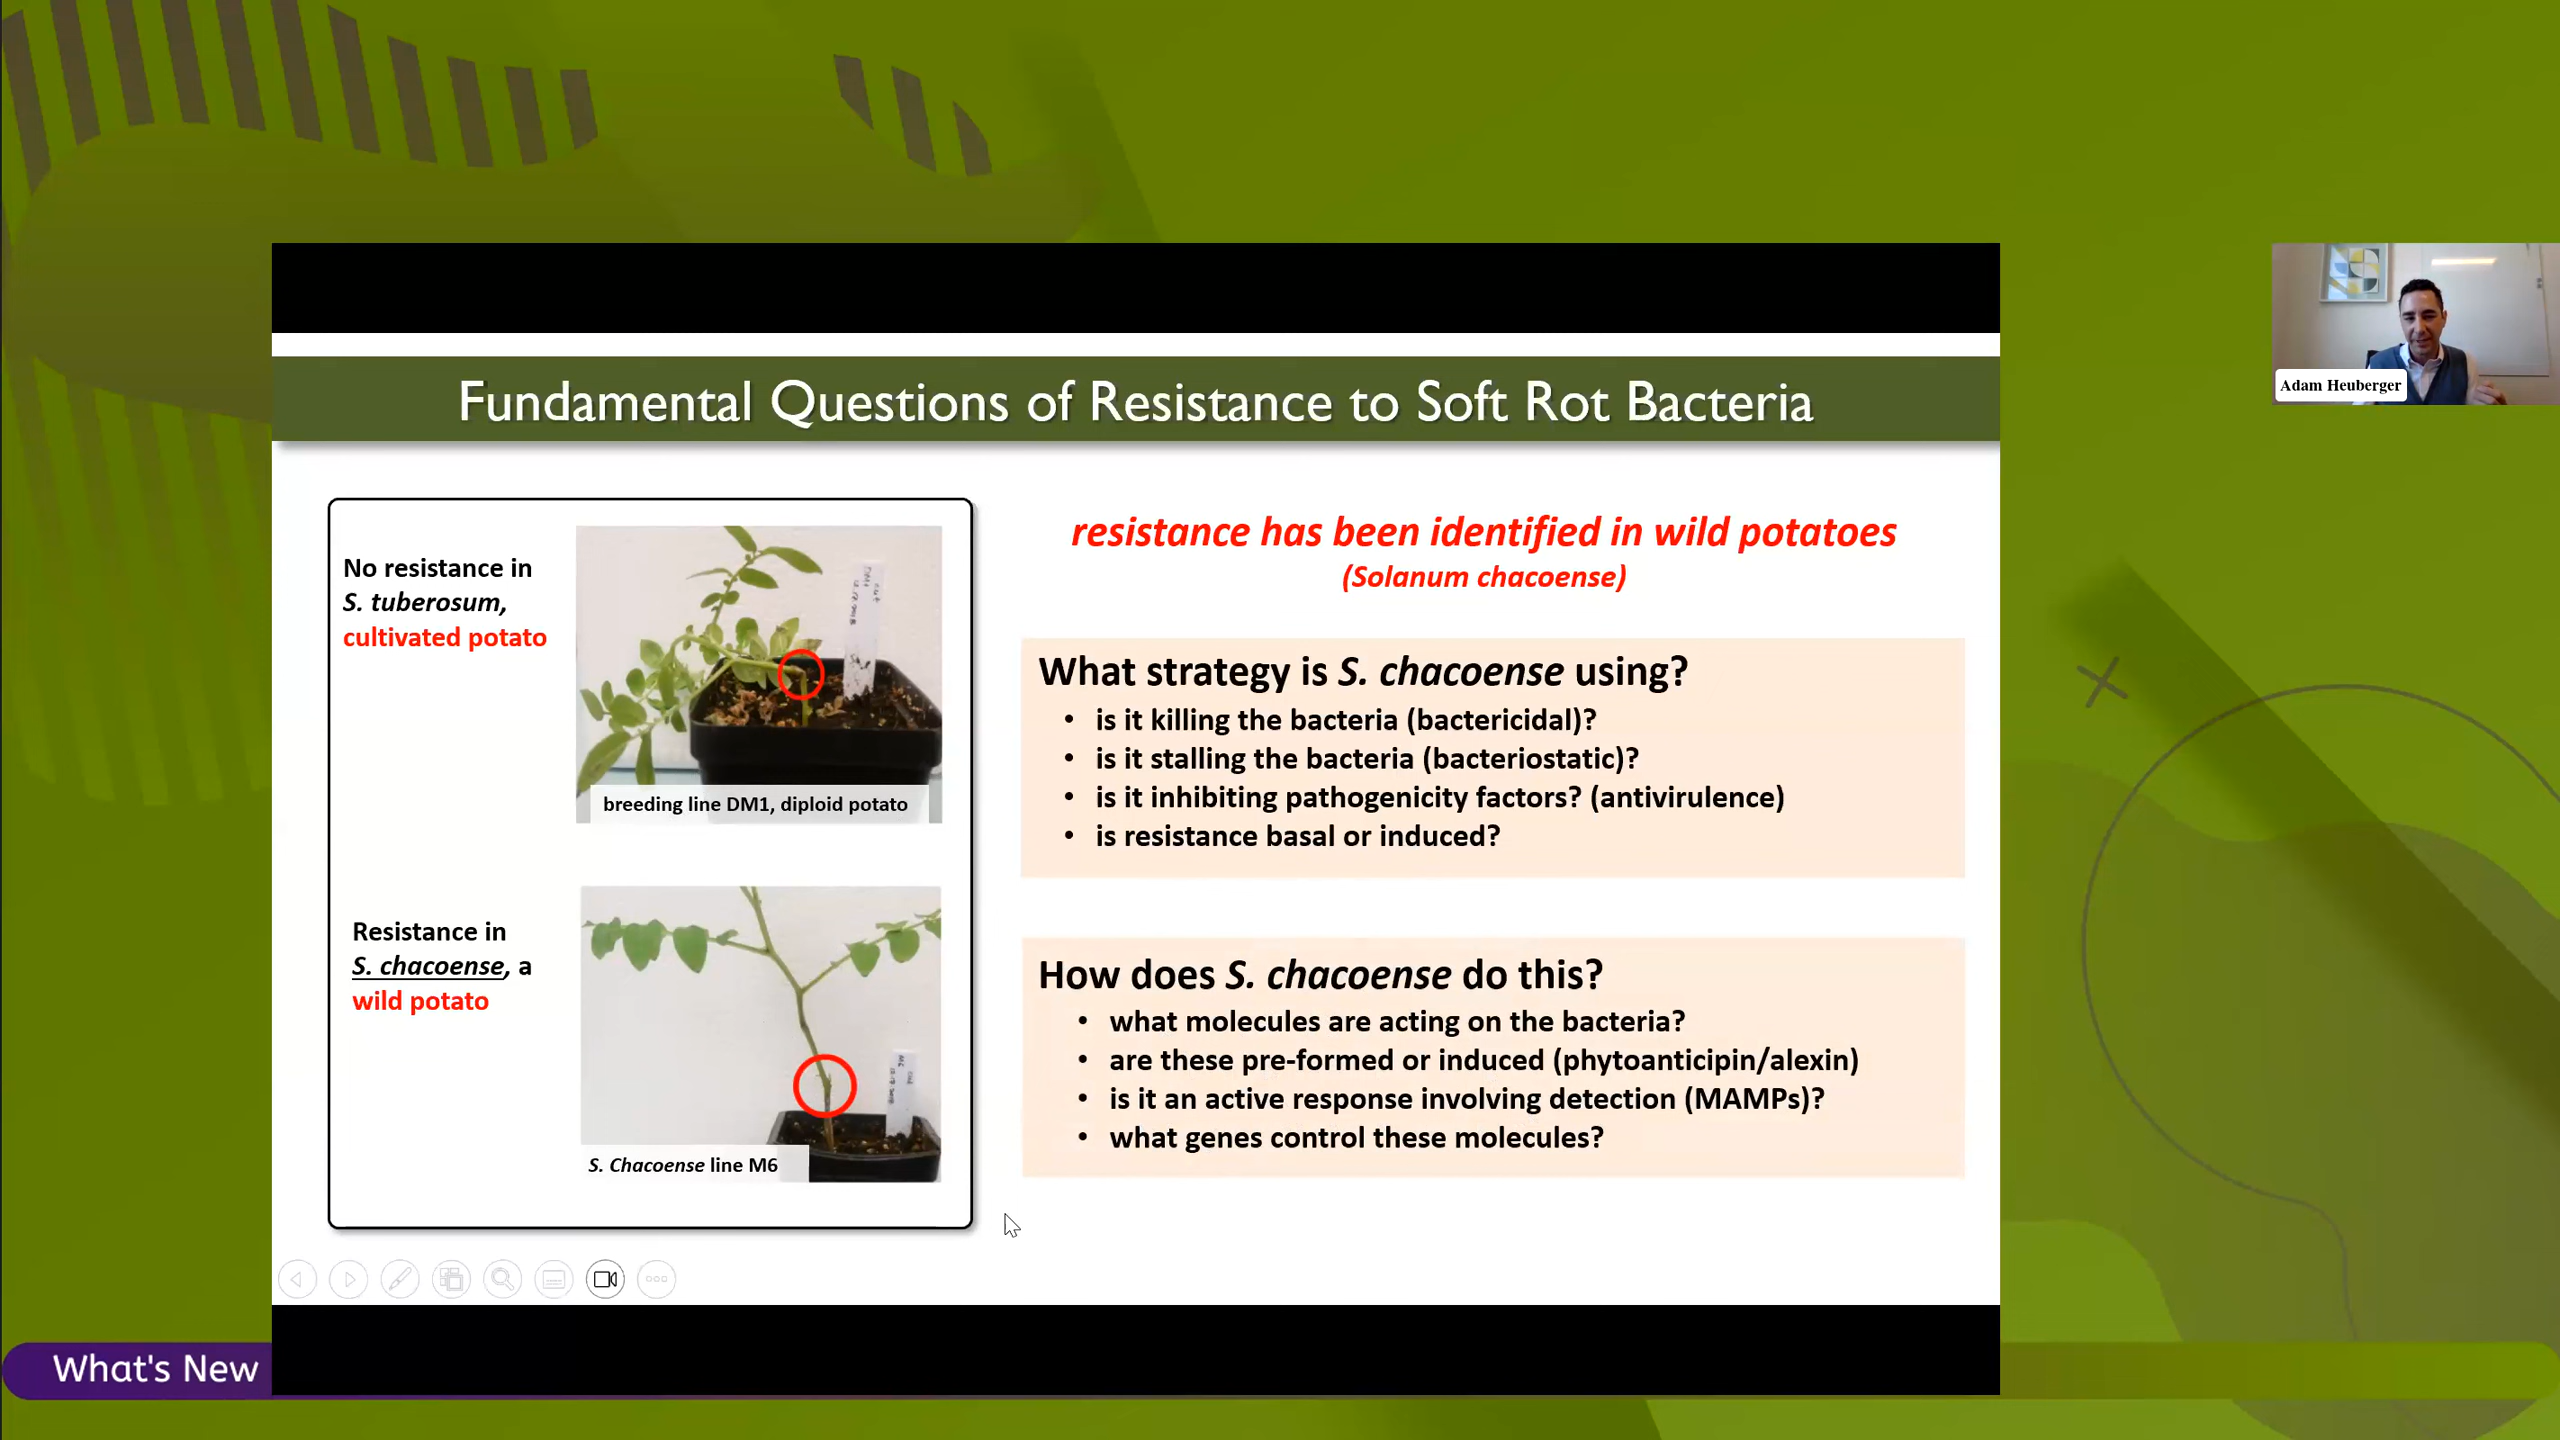 Fundamental Questions of Resistance to Soft Rot Bacteria
Adam Heuberger
No resistance in
S. tuberosum,
cultivated potato
breeding line DM1, diploid potato
Resistance in
S. chacoense, a
wild potato
M6
S. Chacoense line M6
resistance has been identified in wild potatoes
(Solanum chacoense)
What strategy is S. chacoense using?
• is it killing the bacteria (bactericidal)?
• is it stalling the bacteria (bacteriostatic)?
• is it inhibiting pathogenicity factors? (antivirulence)
• is resistance basal or induced?
How does S. chacoense do this?
• what molecules are acting on the bacteria?
• are these pre-formed or induced (phytoanticipin/alexin)
• is it an active response involving detection (MAMPs)?
• what genes control these molecules?
What's New